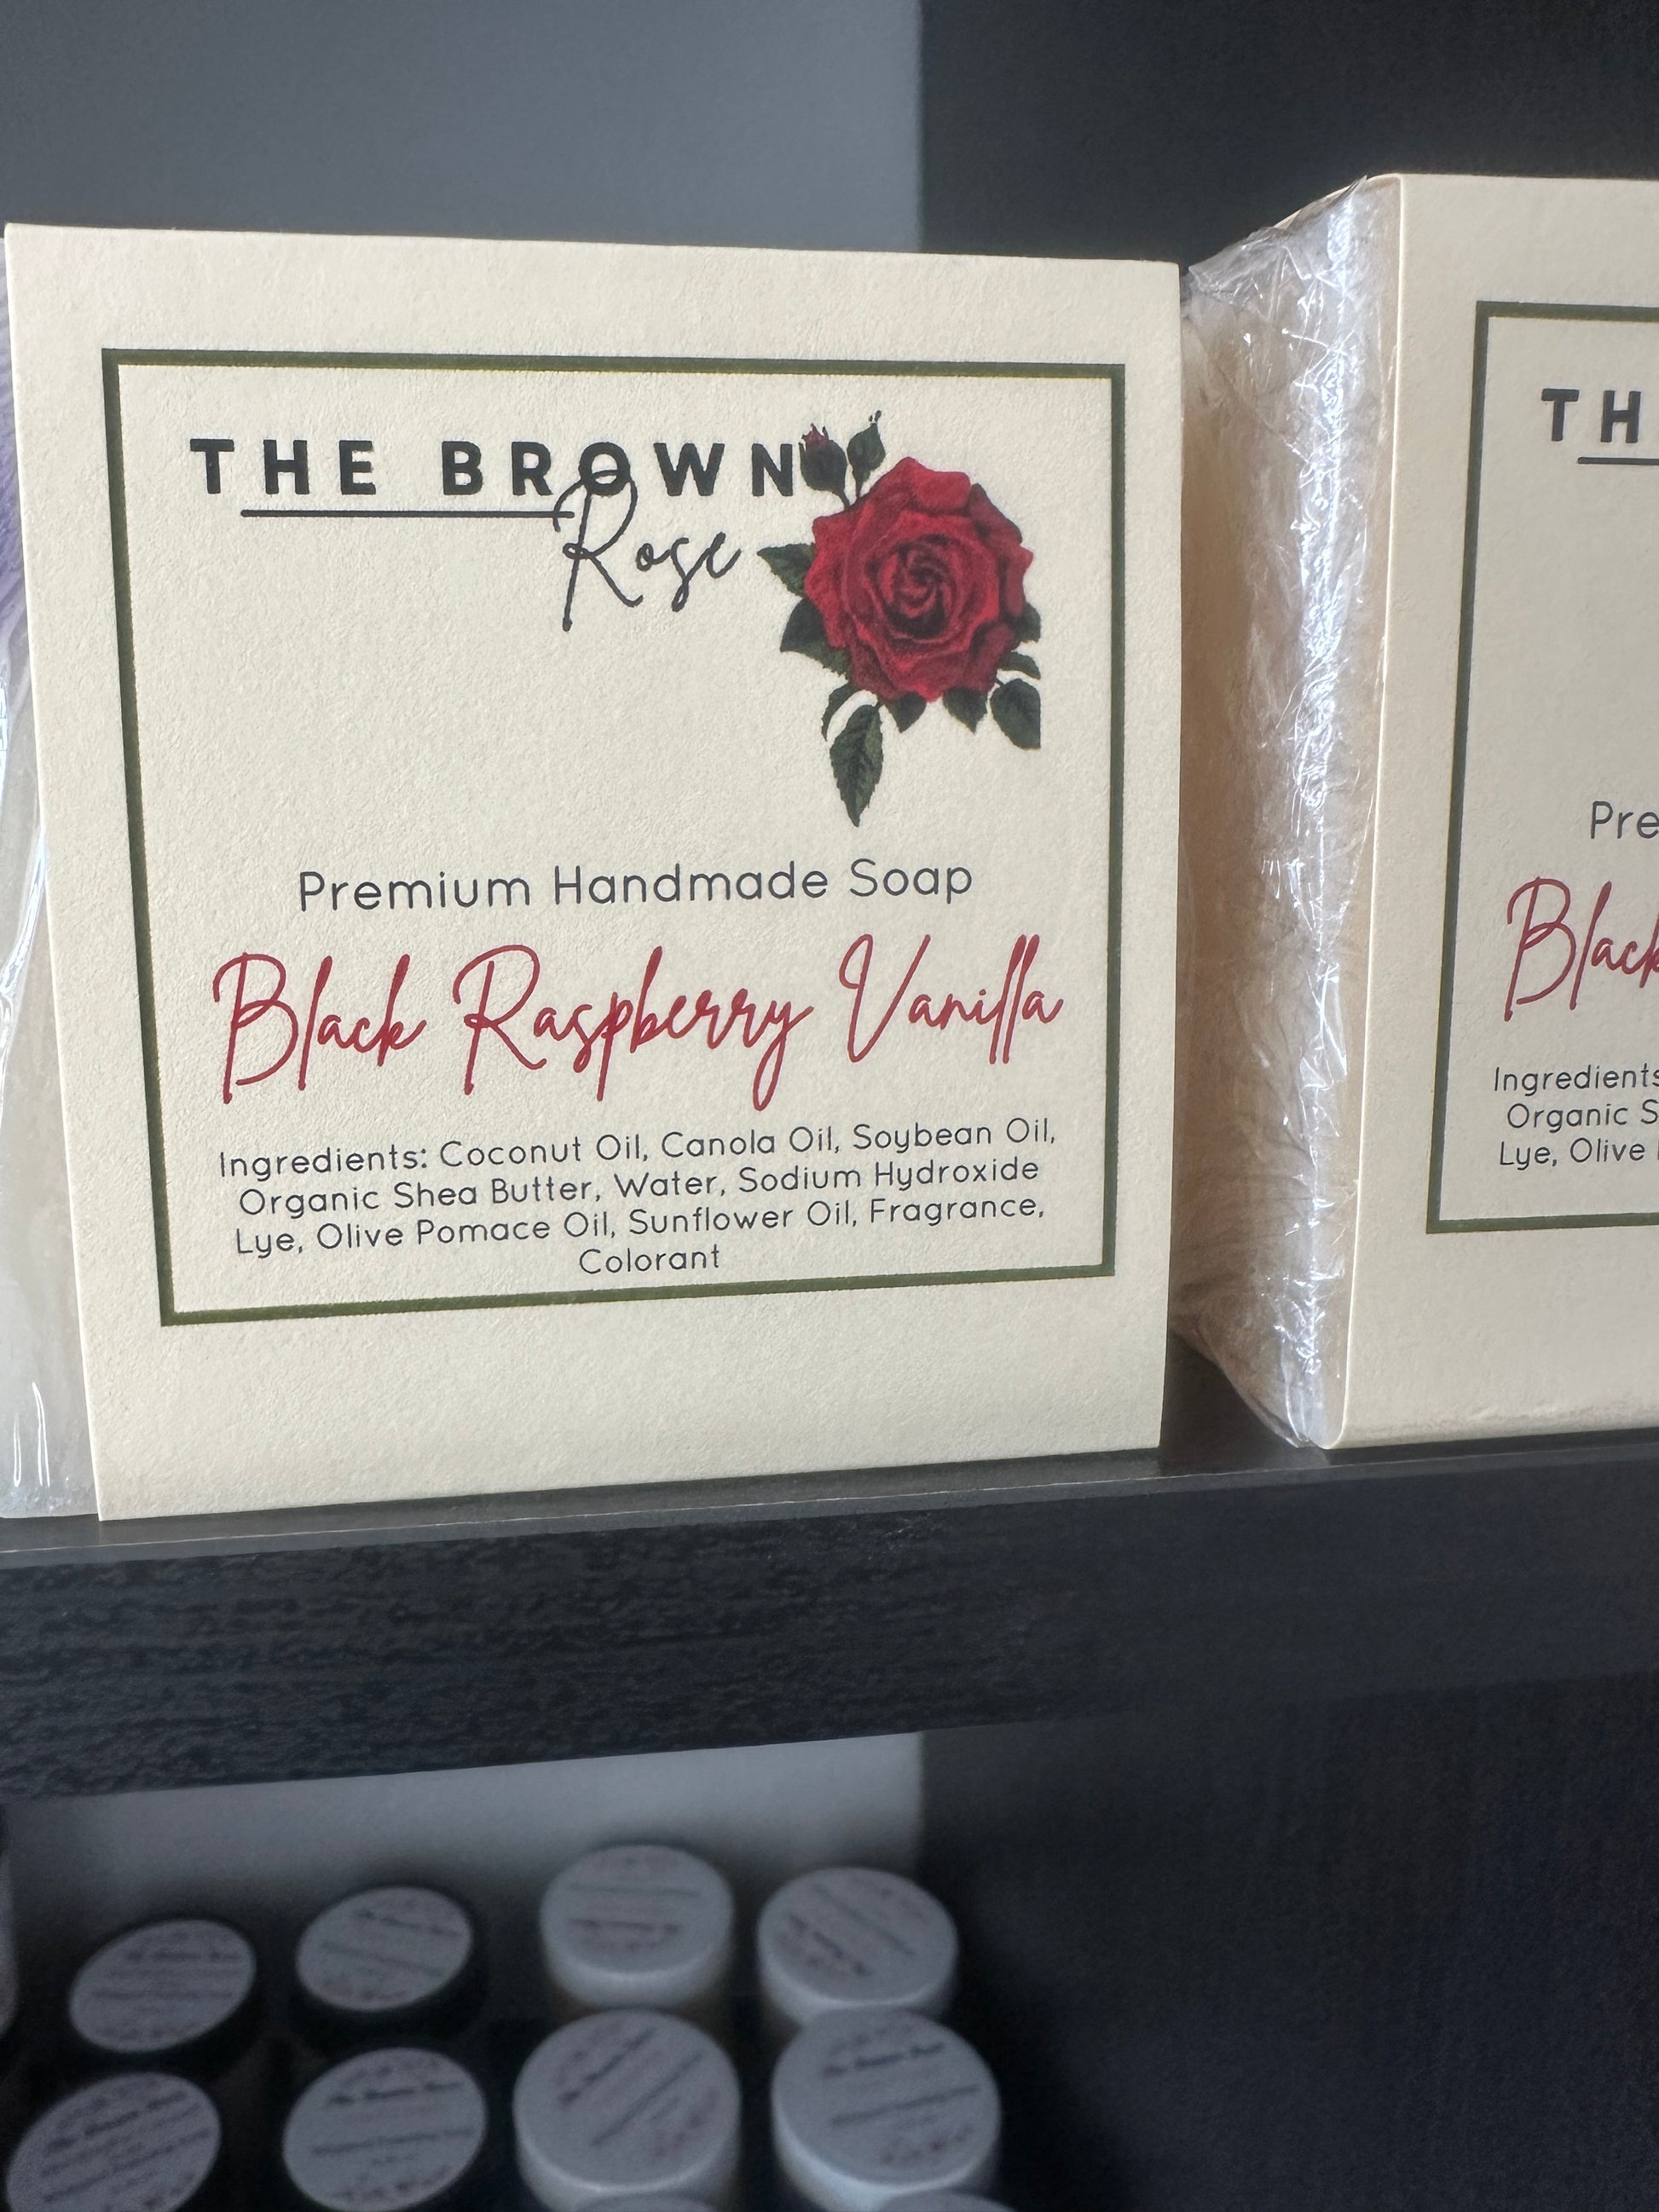 THE BROWN
Rose
Premium Handmade Soap
Black Raspberry Vanilla
Ingredients: Coconut Oil, Canola Oil, Soybean Oil,
Organic Shea Butter, Water, Sodium Hydroxide
Lye, Olive Pomace Oil, Sunflower Oil, Fragrance,
Colorant
TH
Pre
Black
Ingredients
Organic S
Lye, Olive